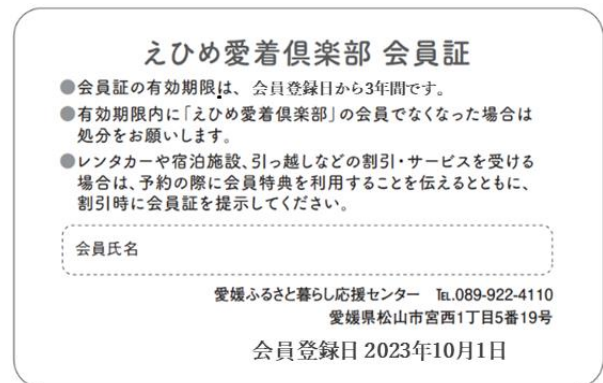 えひめ愛着倶楽部 会員証
●会員証の有効期限は、会員登録日から3年間です。
●有効期限内に「えひめ愛着倶楽部」の会員でなくなった場合は
処分をお願いします。
●レンタカーや宿泊施設、引っ越しなどの割引・サービスを受ける
場合は、予約の際に会員特典を利用することを伝えるとともに、
割引時に会員証を提示してください。
会員氏名
愛媛ふるさと暮らし応援センター ℡.089-922-4110
愛媛県松山市宮西1丁目5番19号
会員登録日 2023年10月1日